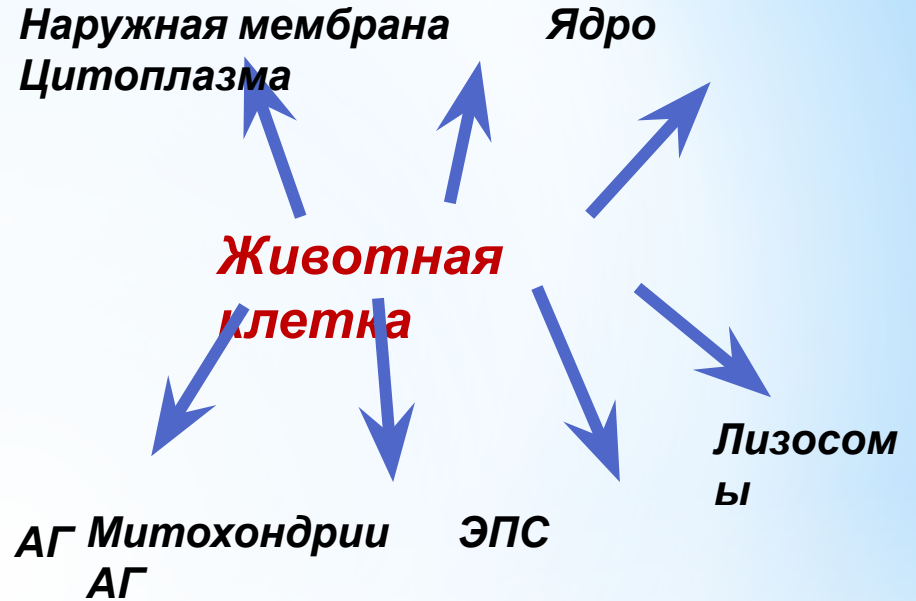 Наружная мембрана Ядро
Цитоплазма
Животная
клетка
Лизосом
ы
АГ Митохондрии ЭПС
АГ